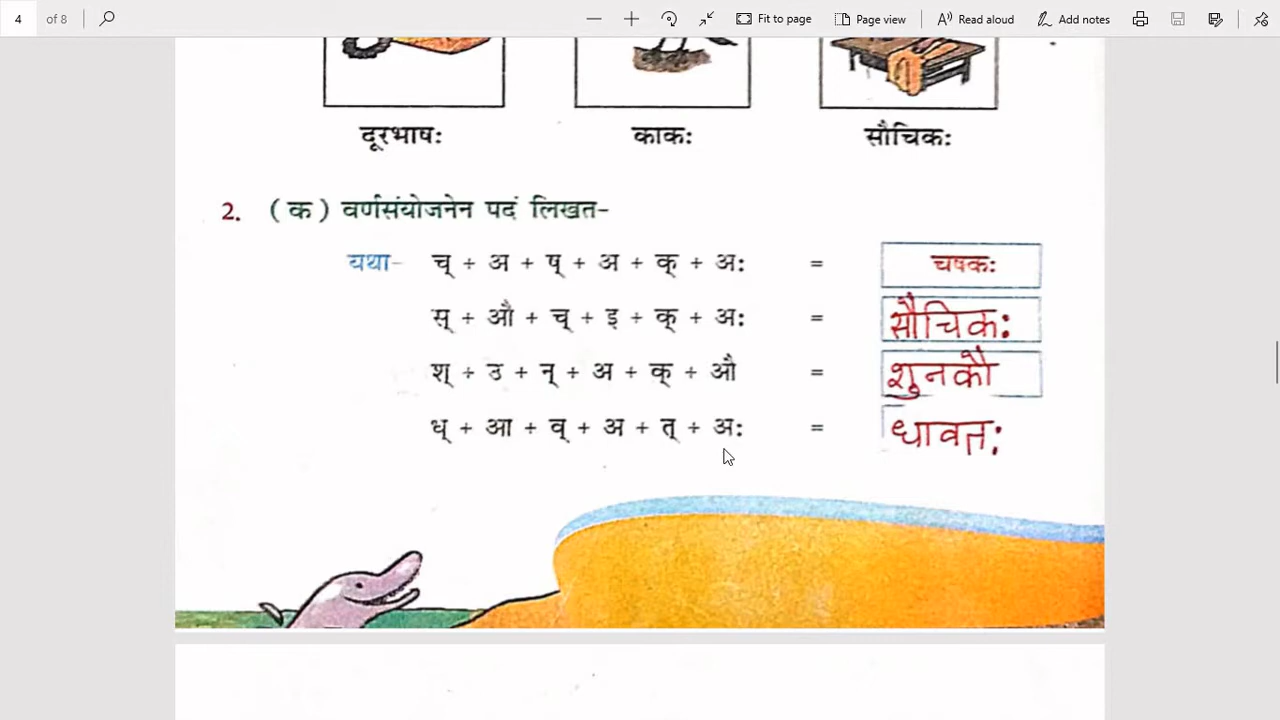 4 of 8 Fit to page Page view Read aloud Add notes
दूरभाषः काकः सौचिकः
2. (क) वर्णसंयोजनेन पदं लिखत-
यथा- च् + अ + ष् + अ + क् + अः = चषकः
स् + औ + च् + इ + क् + अः = सौचिकः
श् + उ + न् + अ + क् + औ = शुनकौ
ध् + आ + व् + अ + त् + अः = धावतः